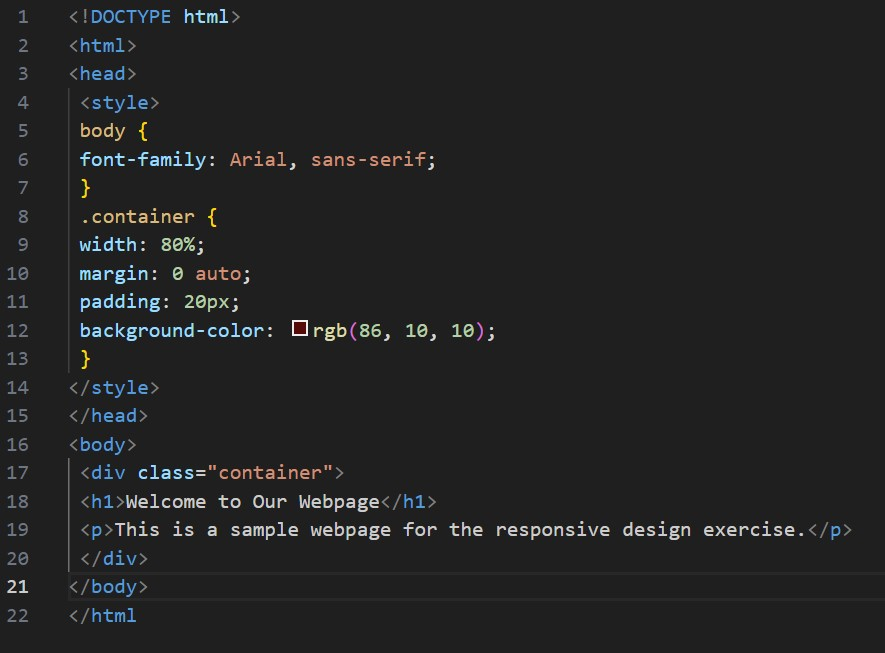 1 <!DOCTYPE html>
2 <html>
3 <head>
4 <style>
5 body {
6 font-family: Arial, sans-serif;
7 }
8 .container {
9 width: 80%;
10 margin: 0 auto;
11 padding: 20px;
12 background-color: rgb(86, 10, 10);
13 }
14 </style>
15 </head>
16 <body>
17 <div class="container">
18 <h1>Welcome to Our Webpage</h1>
19 <p>This is a sample webpage for the responsive design exercise.</p>
20 </div>
21 </body>
22 </html